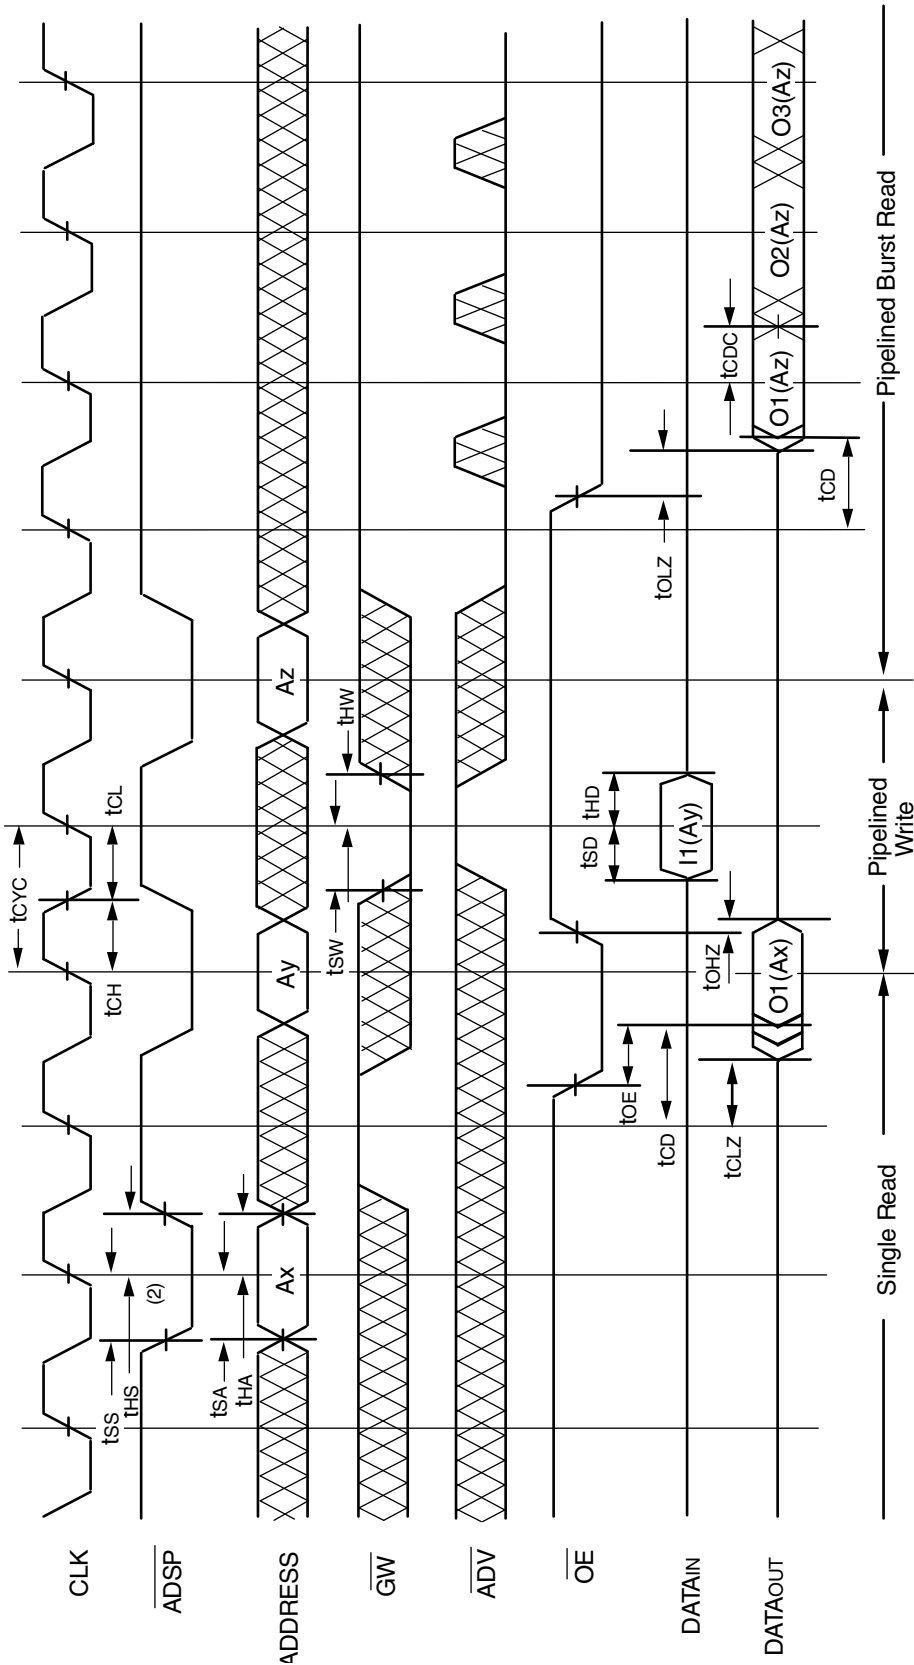 CLK
tCYC
tCH
tCL
ADSP
tSS
tHS
(2)
ADDRESS
tSA
tHA
Ax
Ay
Az
GW
tSW
tHW
ADV
OE
DATAIN
tSD
tHD
I1(Ay)
tOLZ
DATAOUT
tOE
tCD
tCLZ
tOHZ
O1(Ax)
tCD
tCDC
O1(Az)
O2(Az)
O3(Az)
Single Read
Pipelined
Write
Pipelined Burst Read